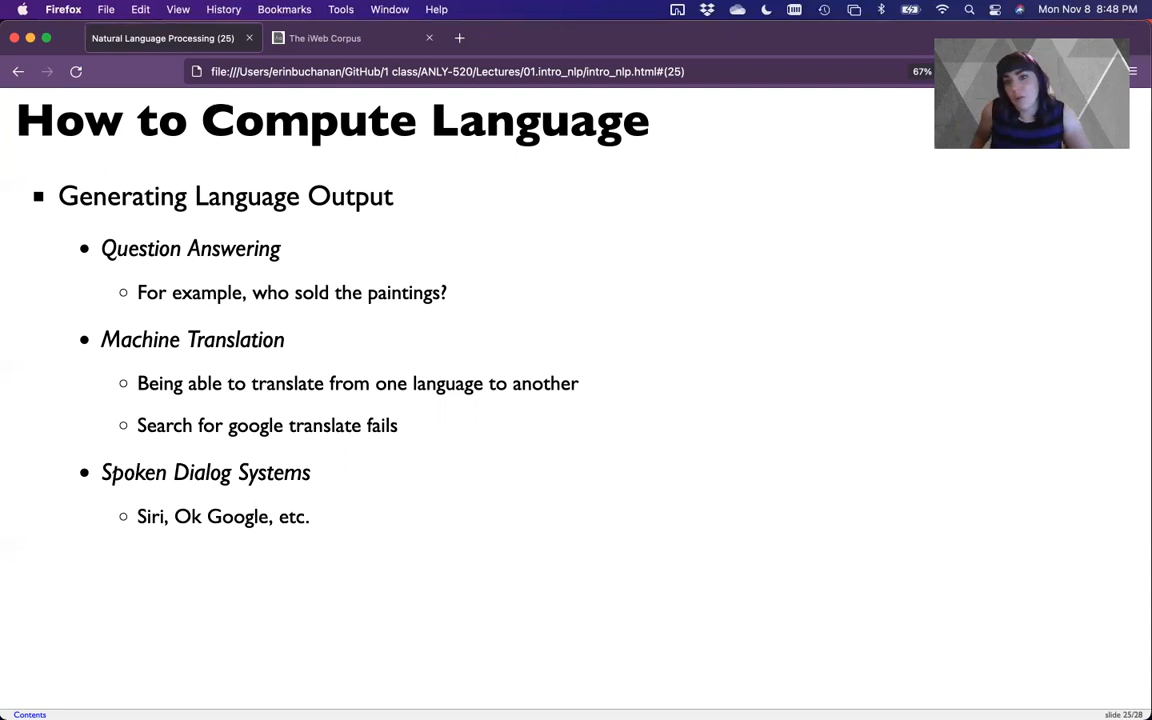 Firefox File Edit View History Bookmarks Tools Window Help Mon Nov 8 8:48 PM
Natural Language Processing (25) The iWeb Corpus
file:///Users/erinbuchanan/GitHub/1 class/ANLY-520/Lectures/01.intro_nlp/intro_nlp.html#(25) 67%
How to Compute Language
Generating Language Output
Question Answering
For example, who sold the paintings?
Machine Translation
Being able to translate from one language to another
Search for google translate fails
Spoken Dialog Systems
Siri, Ok Google, etc.
Contents slide 25/28